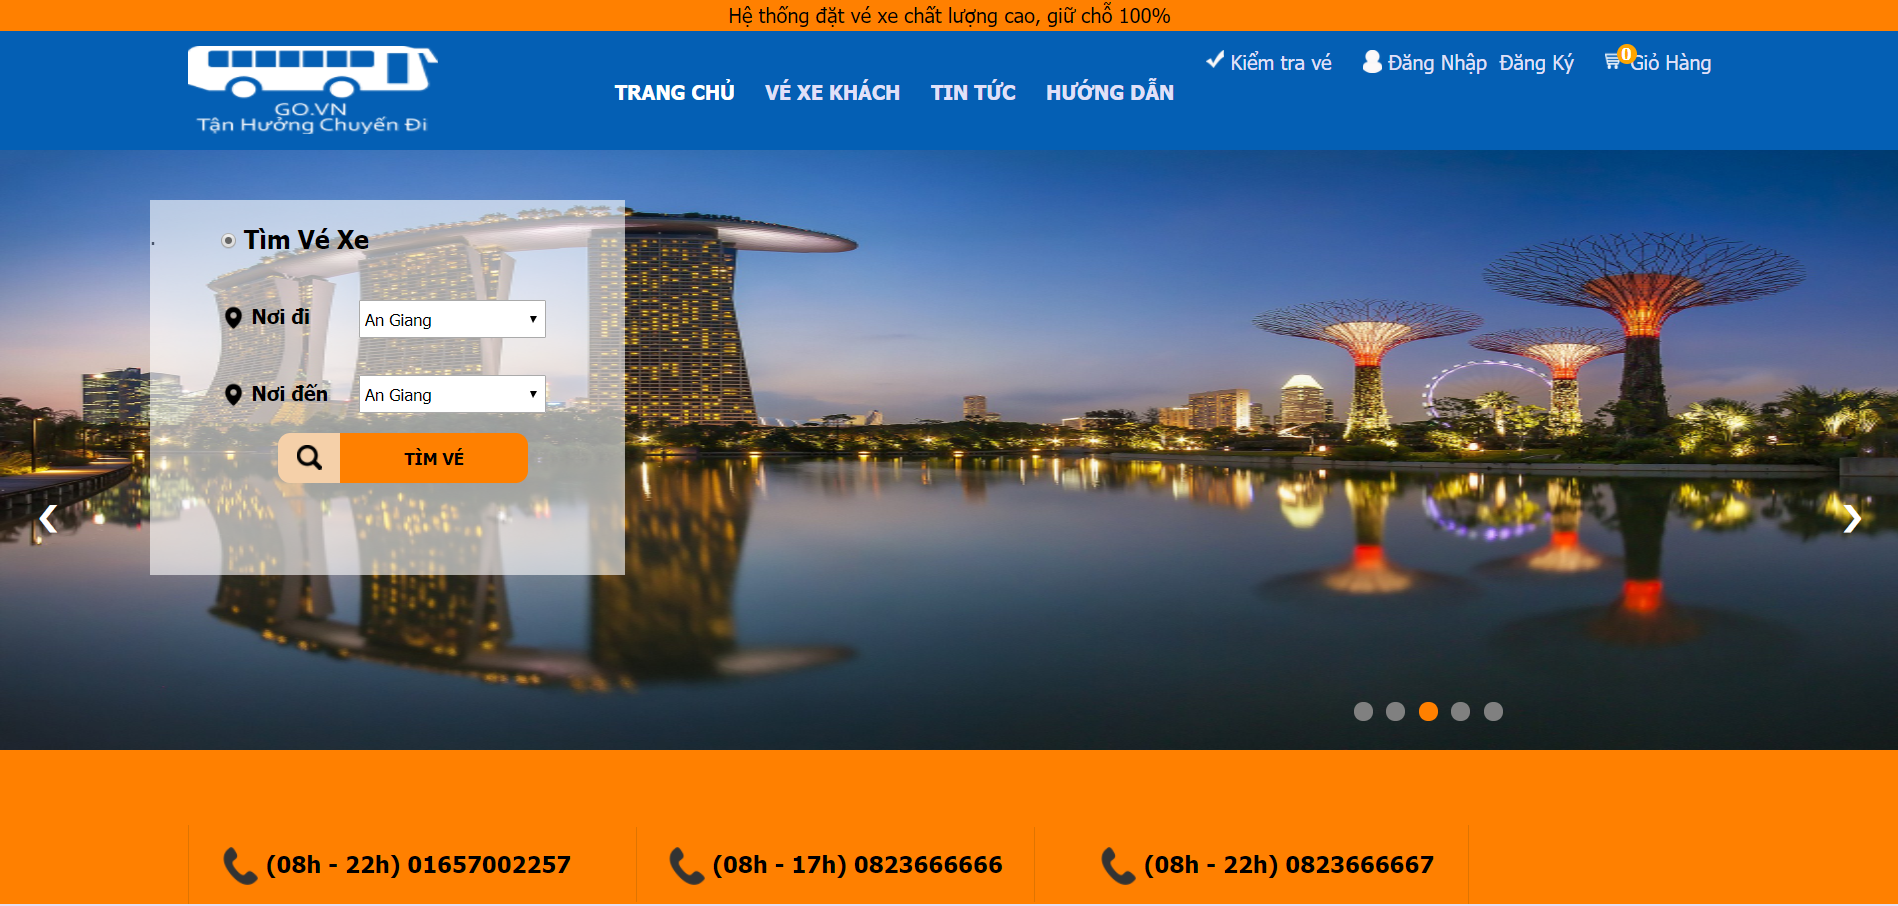 Hệ thống đặt vé xe chất lượng cao, giữ chỗ 100%
GO.VN
Tận Hưởng Chuyến Đi
TRANG CHỦ VÉ XE KHÁCH TIN TỨC HƯỚNG DẪN
Kiểm tra vé Đăng Nhập Đăng Ký 0 Giỏ Hàng
Tìm Vé Xe
Nơi đi An Giang
Nơi đến An Giang
TÌM VÉ
(08h - 22h) 01657002257
(08h - 17h) 0823666666
(08h - 22h) 0823666667